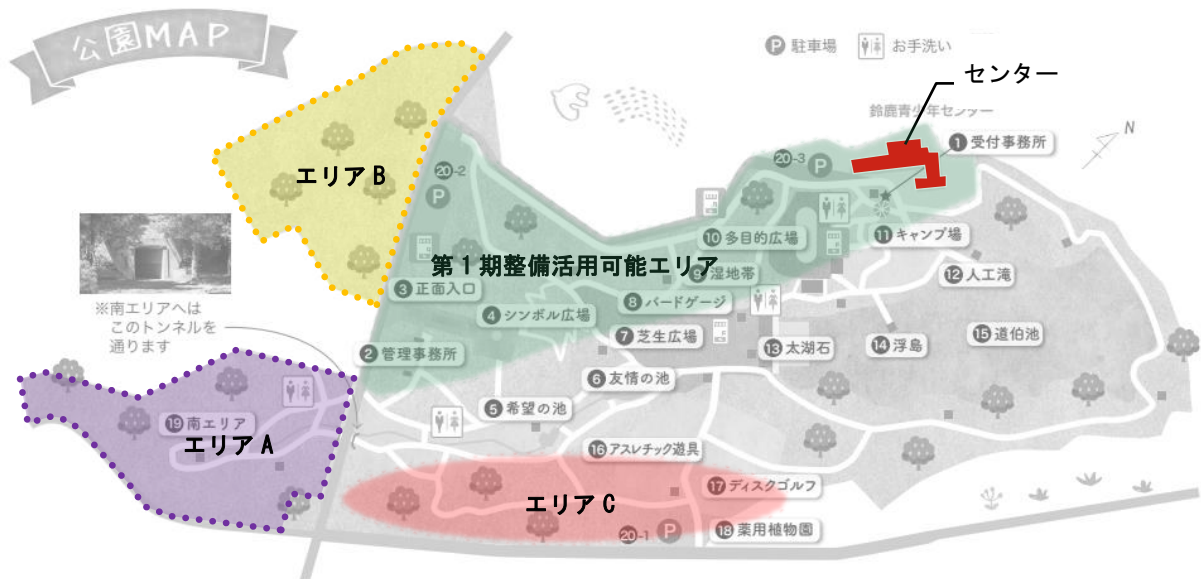 公園MAP
P 駐車場
お手洗い
センター
鈴鹿青少年センター
N
1 受付事務所
20-3 P
エリア B
20-2
P
10 多目的広場
11 キャンプ場
第1期整備活用可能エリア
9 湿地帯
12 人工滝
3 正面入口
8 バードゲージ
4 シンボル広場
※南エリアへは
このトンネルを
通ります
7 芝生広場
13 太湖石
14 浮島
15 道伯池
2 管理事務所
6 友情の池
5 希望の池
19 南エリア
エリア A
16 アスレチック遊具
17 ディスクゴルフ
エリア C
20-1 P
18 薬用植物園